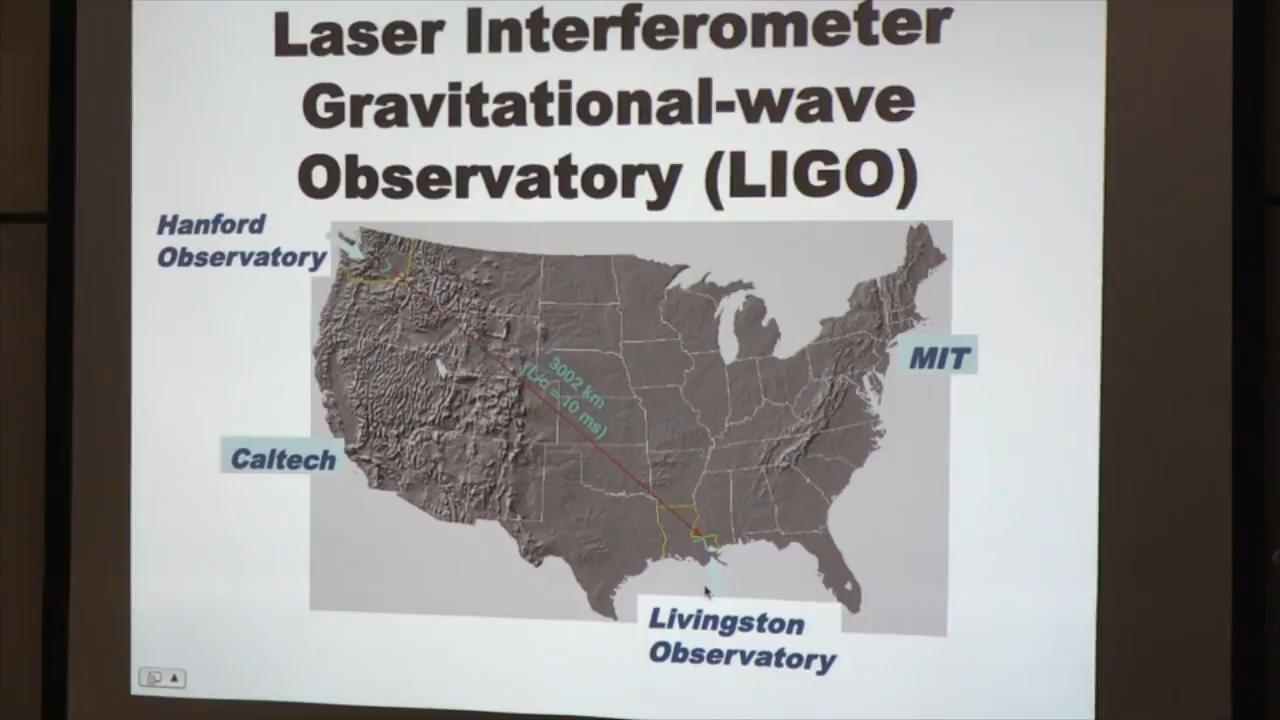 Laser Interferometer
Gravitational-wave
Observatory (LIGO)
Hanford
Observatory
MIT
3002 km
(L/c = 10 ms)
Caltech
Livingston
Observatory